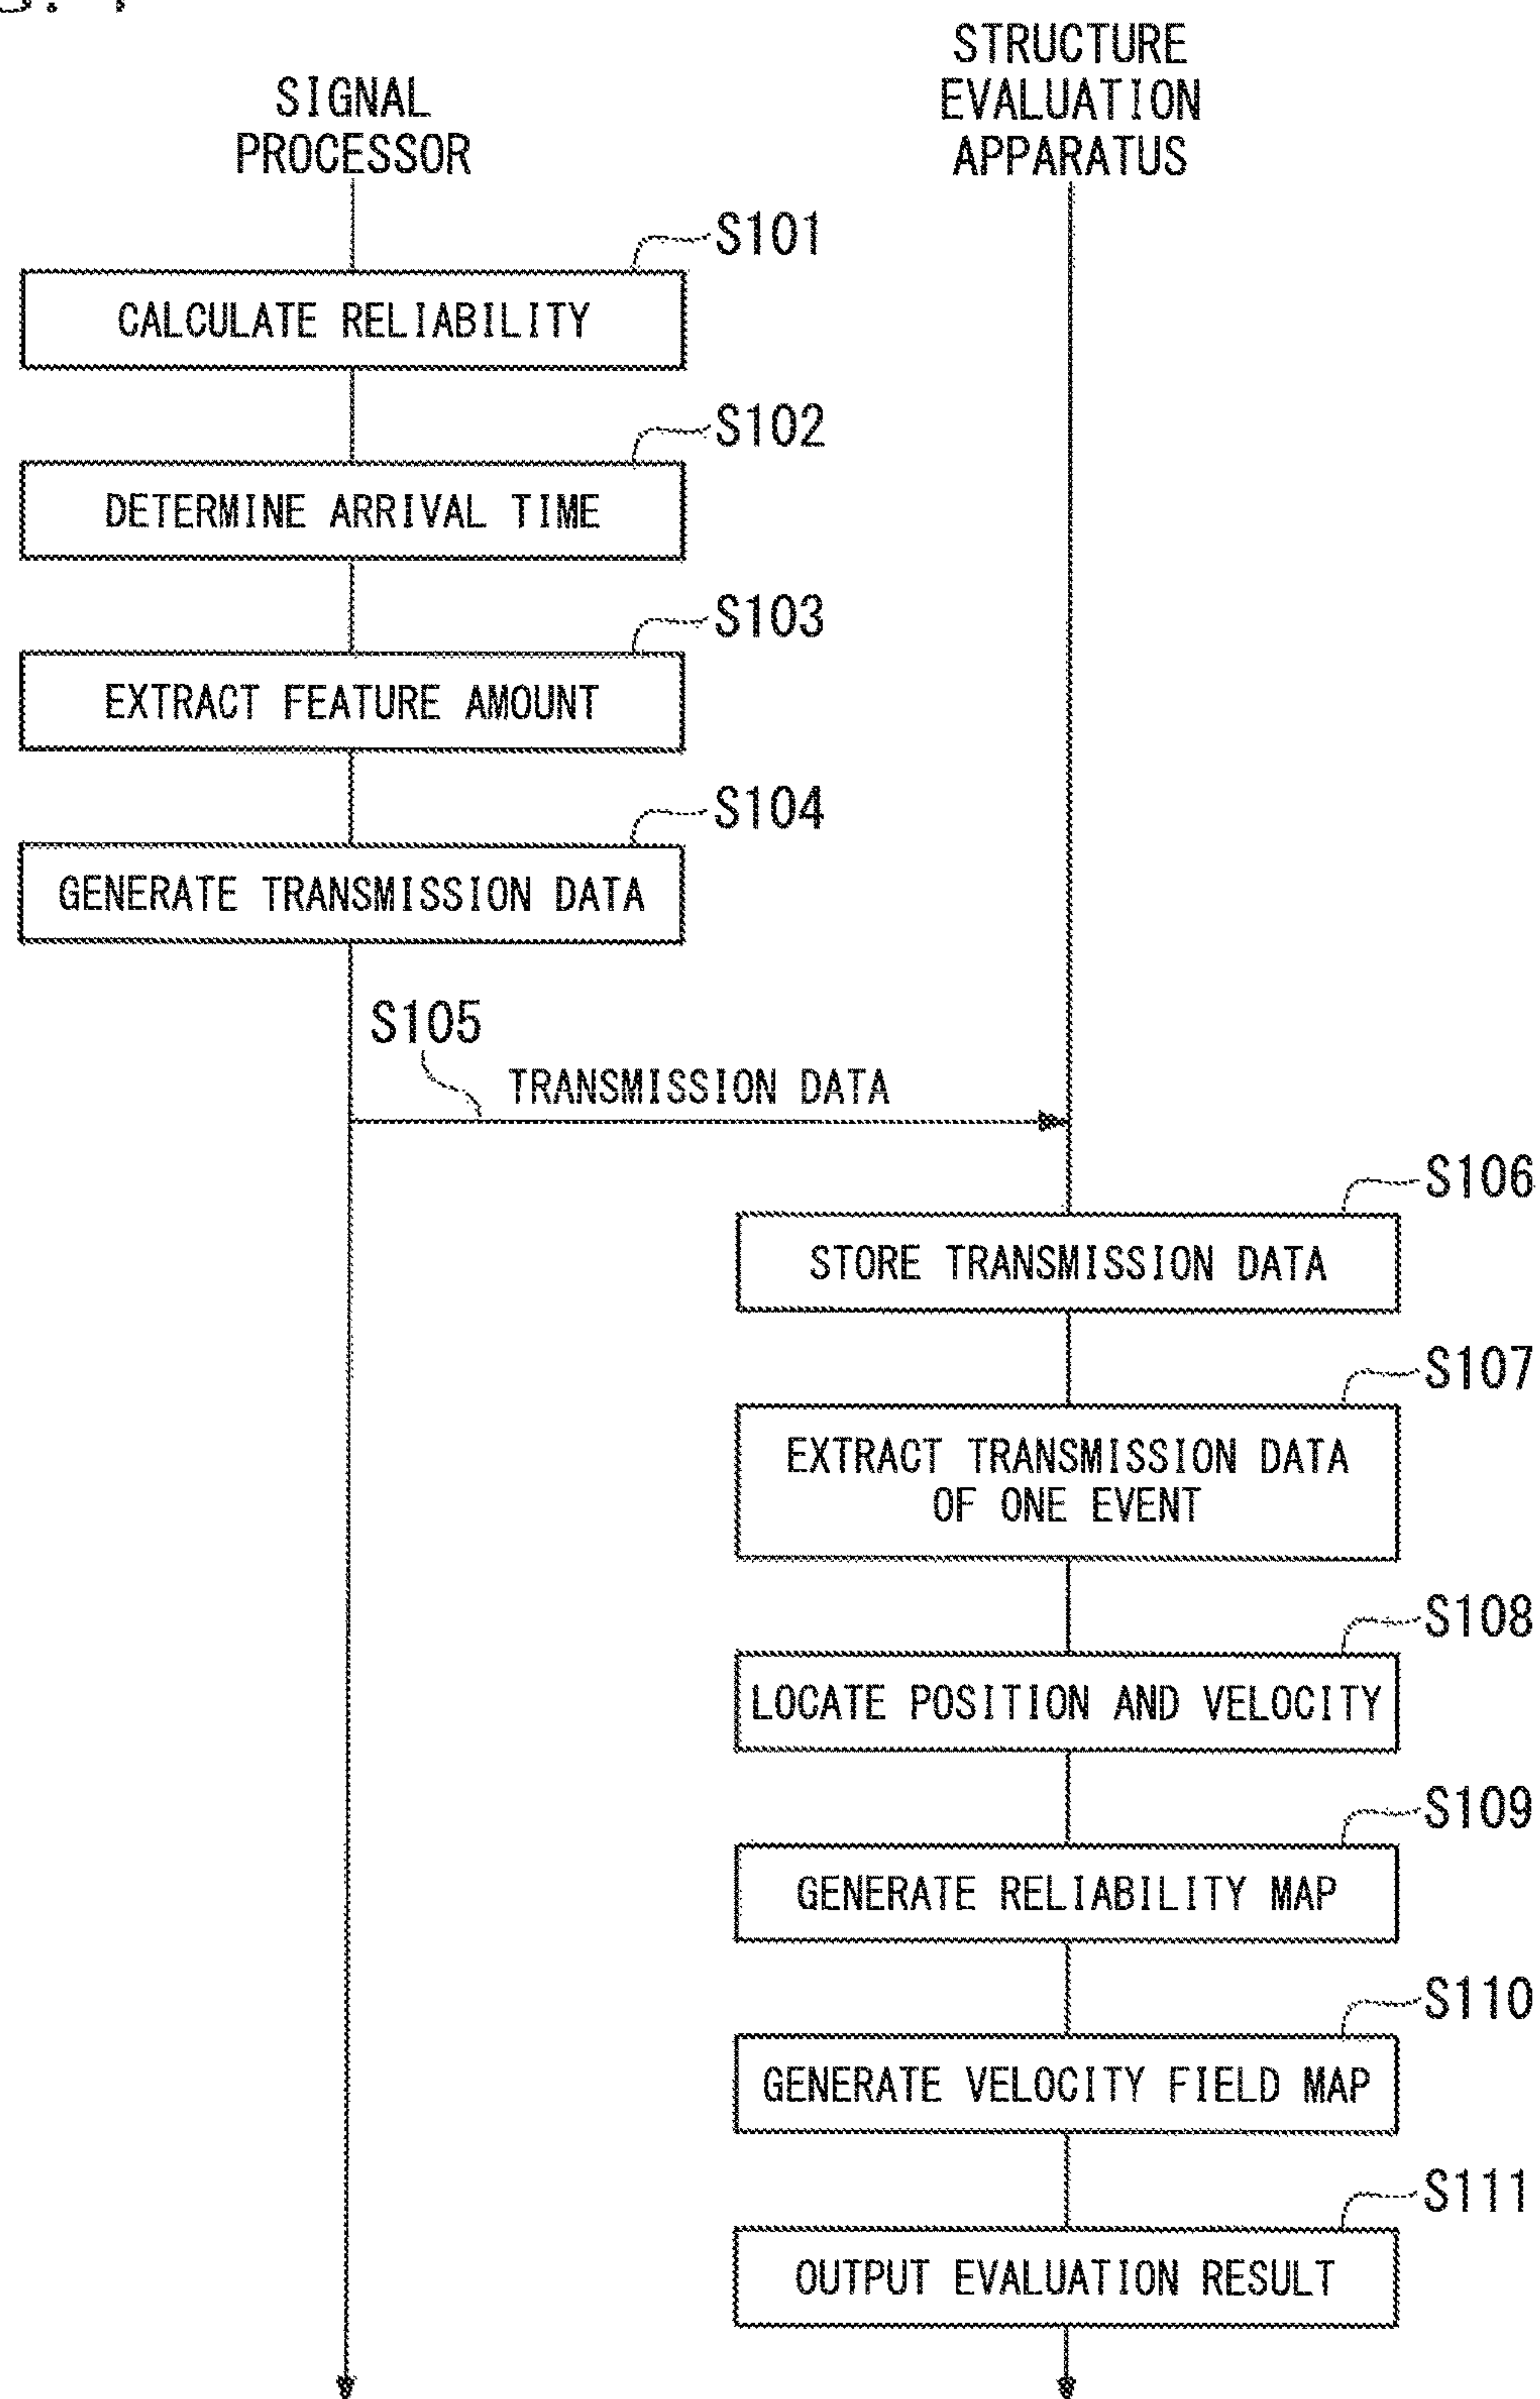 SIGNAL
PROCESSOR
STRUCTURE
EVALUATION
APPARATUS
S101
CALCULATE RELIABILITY
S102
DETERMINE ARRIVAL TIME
S103
EXTRACT FEATURE AMOUNT
S104
GENERATE TRANSMISSION DATA
S105
TRANSMISSION DATA
S106
STORE TRANSMISSION DATA
S107
EXTRACT TRANSMISSION DATA
OF ONE EVENT
S108
LOCATE POSITION AND VELOCITY
S109
GENERATE RELIABILITY MAP
S110
GENERATE VELOCITY FIELD MAP
S111
OUTPUT EVALUATION RESULT